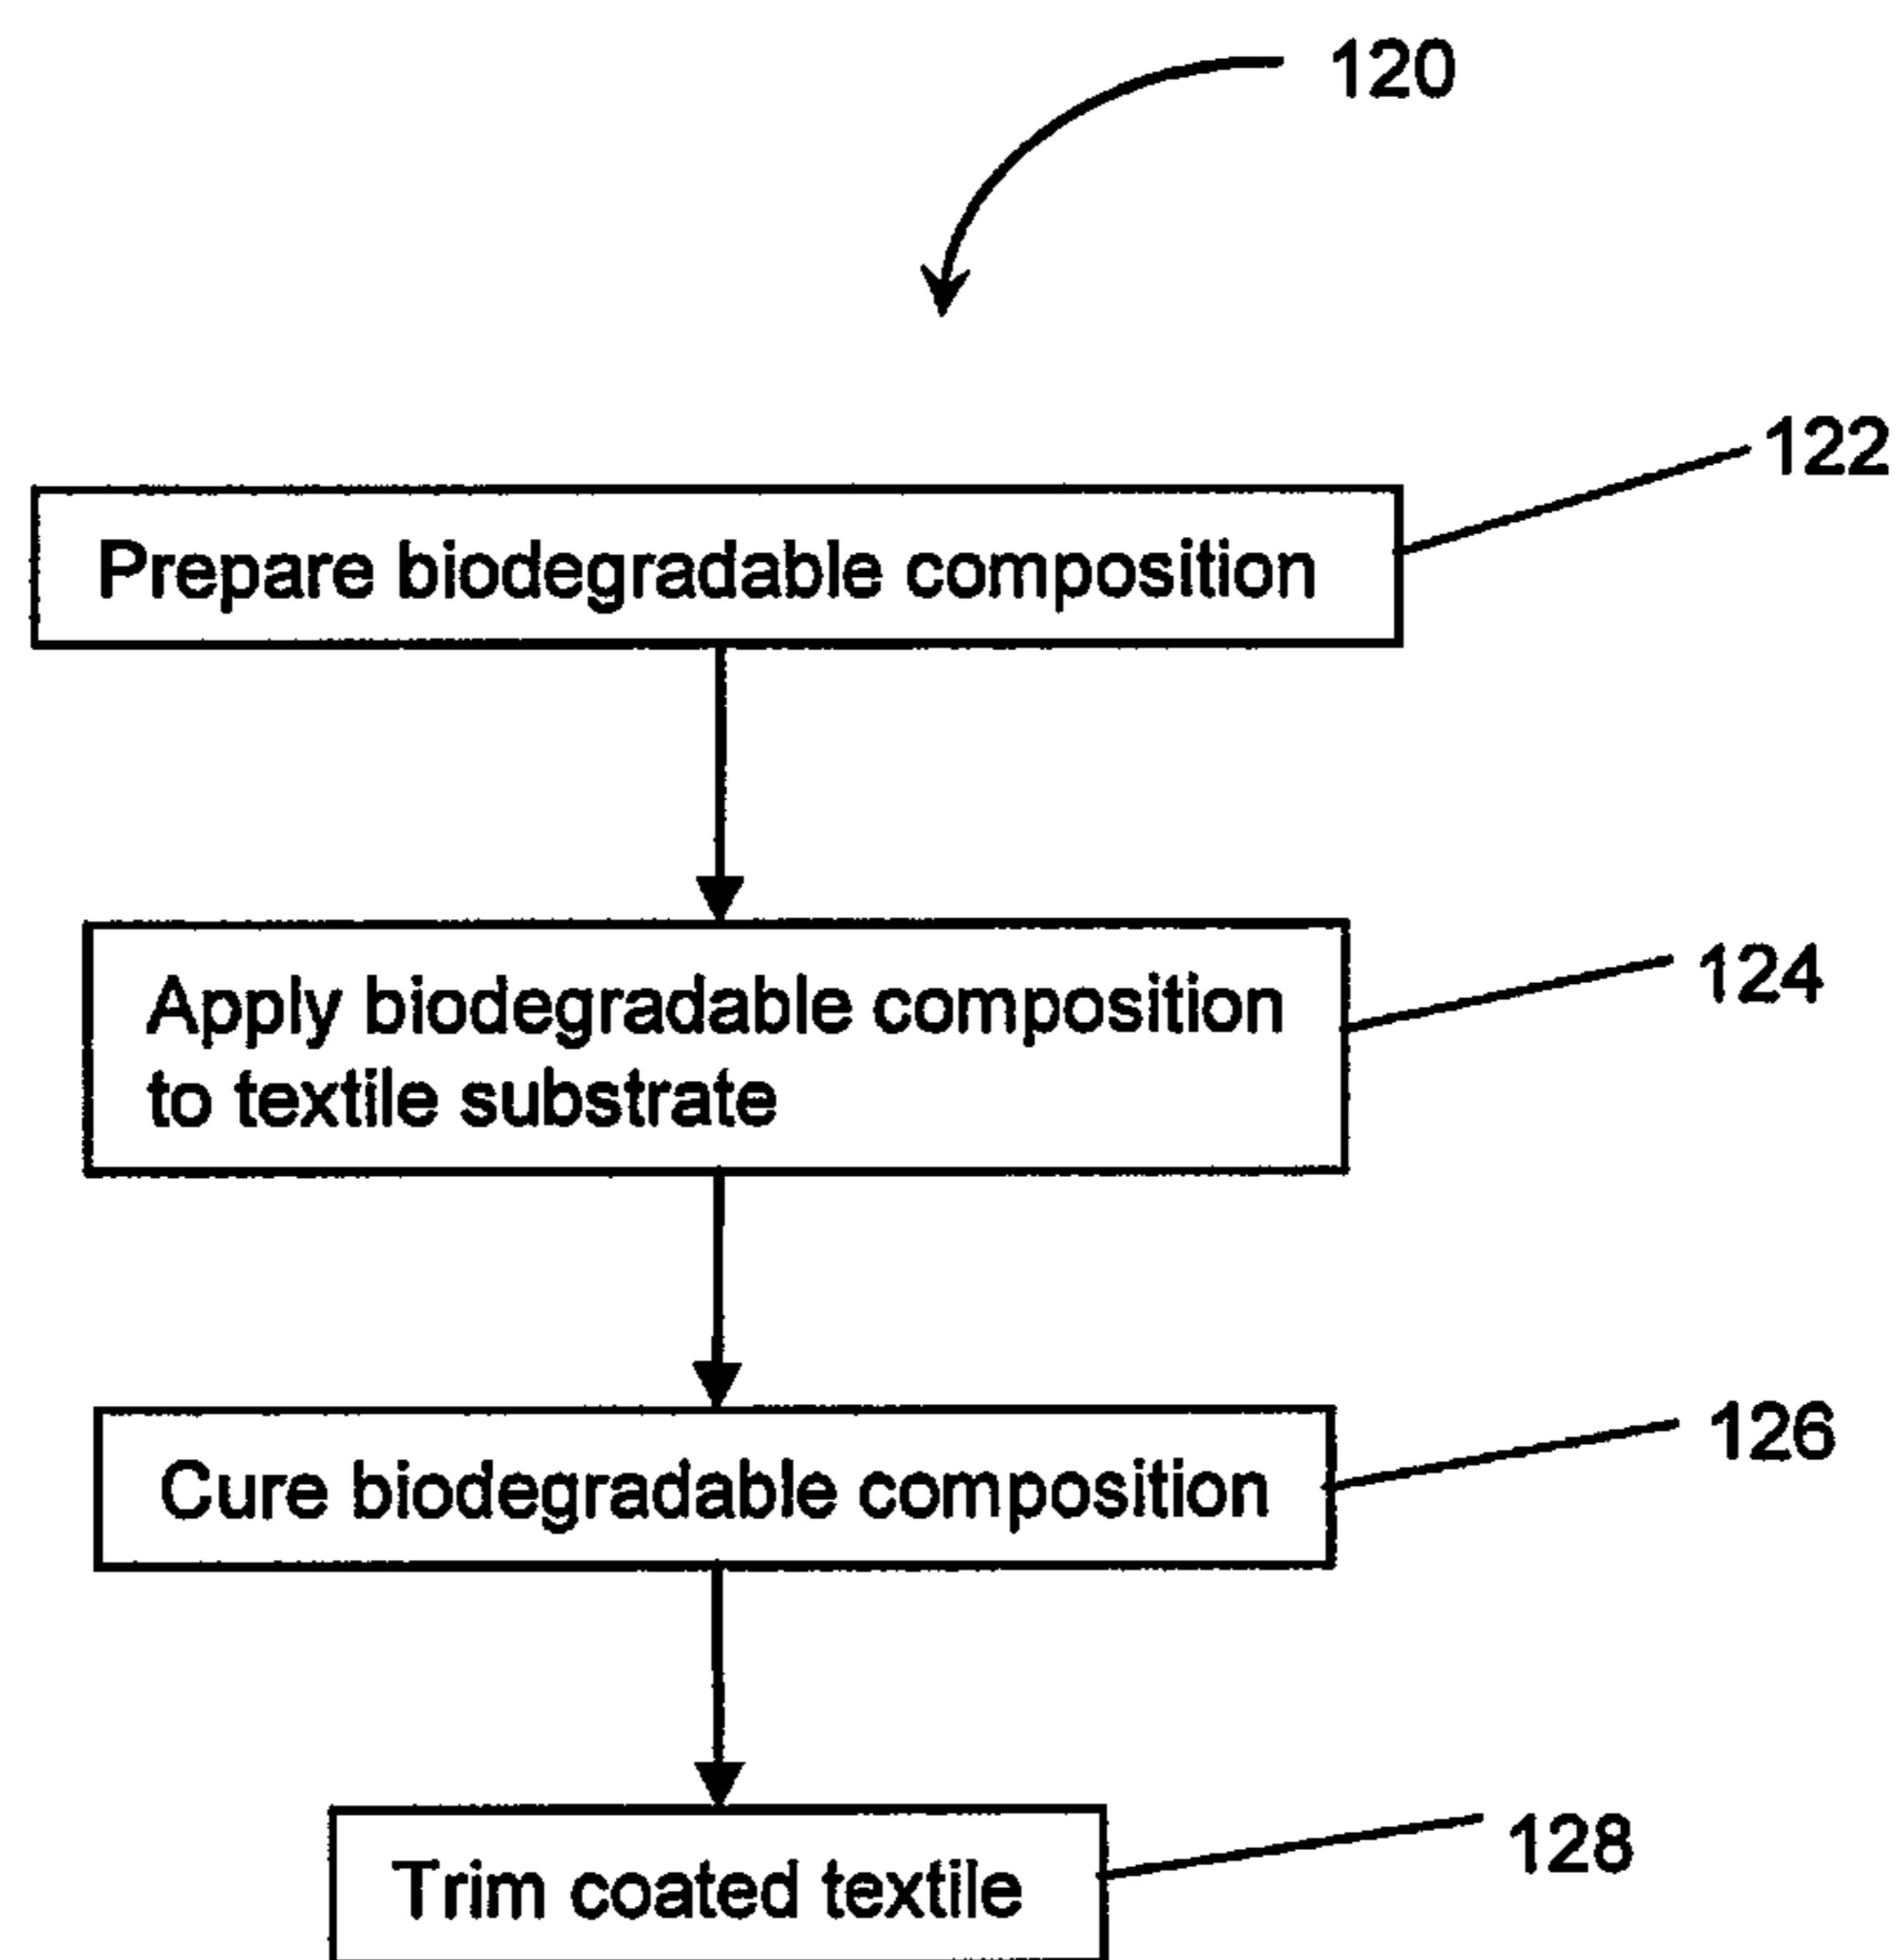 120
122
Prepare biodegradable composition
124
Apply biodegradable composition
to textile substrate
126
Cure biodegradable composition
128
Trim coated textile